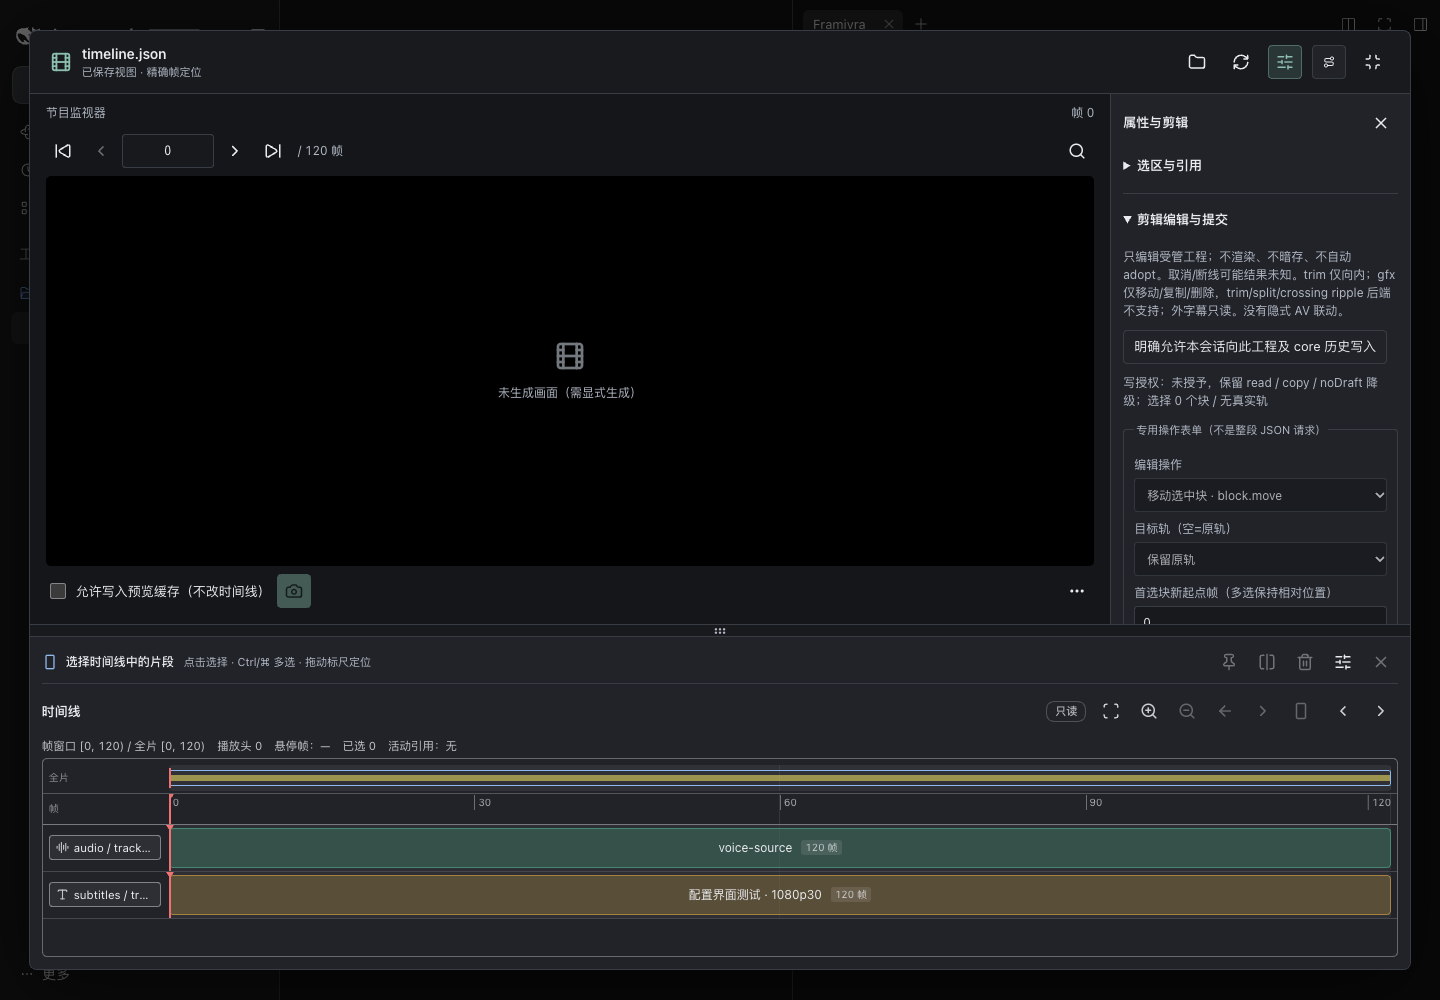 Framivra
timeline.json
已保存视图 · 精确帧定位
节目监视器
帧 0
0
/ 120 帧
未生成画面（需显式生成）
允许写入预览缓存（不改时间线）
属性与剪辑
选区与引用
剪辑编辑与提交
只编辑受管工程；不渲染、不暗存、不自动
adopt。取消/断线可能结果未知。trim 仅向内；gfx
仅移动/复制/删除，trim/split/crossing ripple 后端
不支持；外字幕只读。没有隐式 AV 联动。
明确允许本会话向此工程及 core 历史写入
写授权：未授予，保留 read / copy / noDraft 降
级；选择 0 个块 / 无真实轨
专用操作表单（不是整段 JSON 请求）
编辑操作
移动选中块 · block.move
目标轨（空=原轨）
保留原轨
首选块新起点帧（多选保持相对位置）
0
选择时间线中的片段 点击选择 · Ctrl/⌘ 多选 · 拖动标尺定位
时间线
只读
帧窗口 [0, 120) / 全片 [0, 120) 播放头 0 悬停帧：— 已选 0 活动引用：无
全片
帧
0 30 60 90 120
audio / track...
voice-source 120 帧
subtitles / tr...
配置界面测试 · 1080p30 120 帧
更多